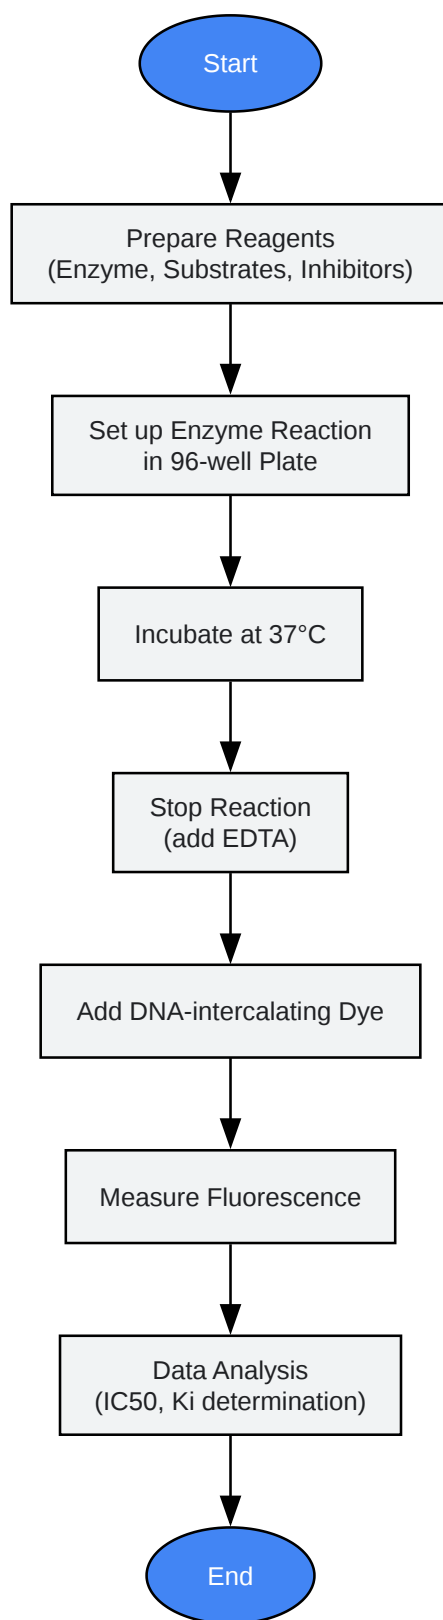 Start
Prepare Reagents
(Enzyme, Substrates, Inhibitors)
Set up Enzyme Reaction
in 96-well Plate
Incubate at 37°C
Stop Reaction
(add EDTA)
Add DNA-intercalating Dye
Measure Fluorescence
Data Analysis
(IC50, Ki determination)
End